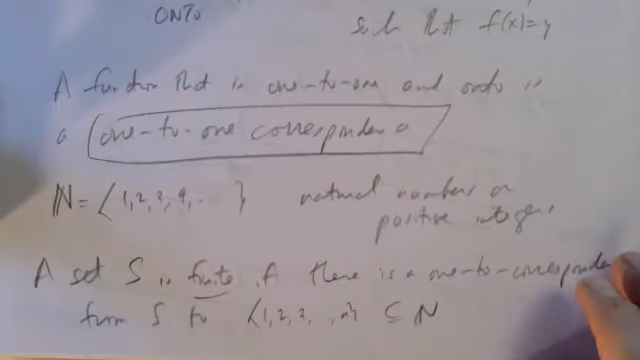 ONTO such that f(x)=y
A function that is one-to-one and onto is
a one-to-one correspondence
ℕ = {1,2,3,4,...} natural numbers or
positive integers
A set S is finite if there is a one-to-corresponden
from S to {1,2,3,..,n} ⊆ ℕ